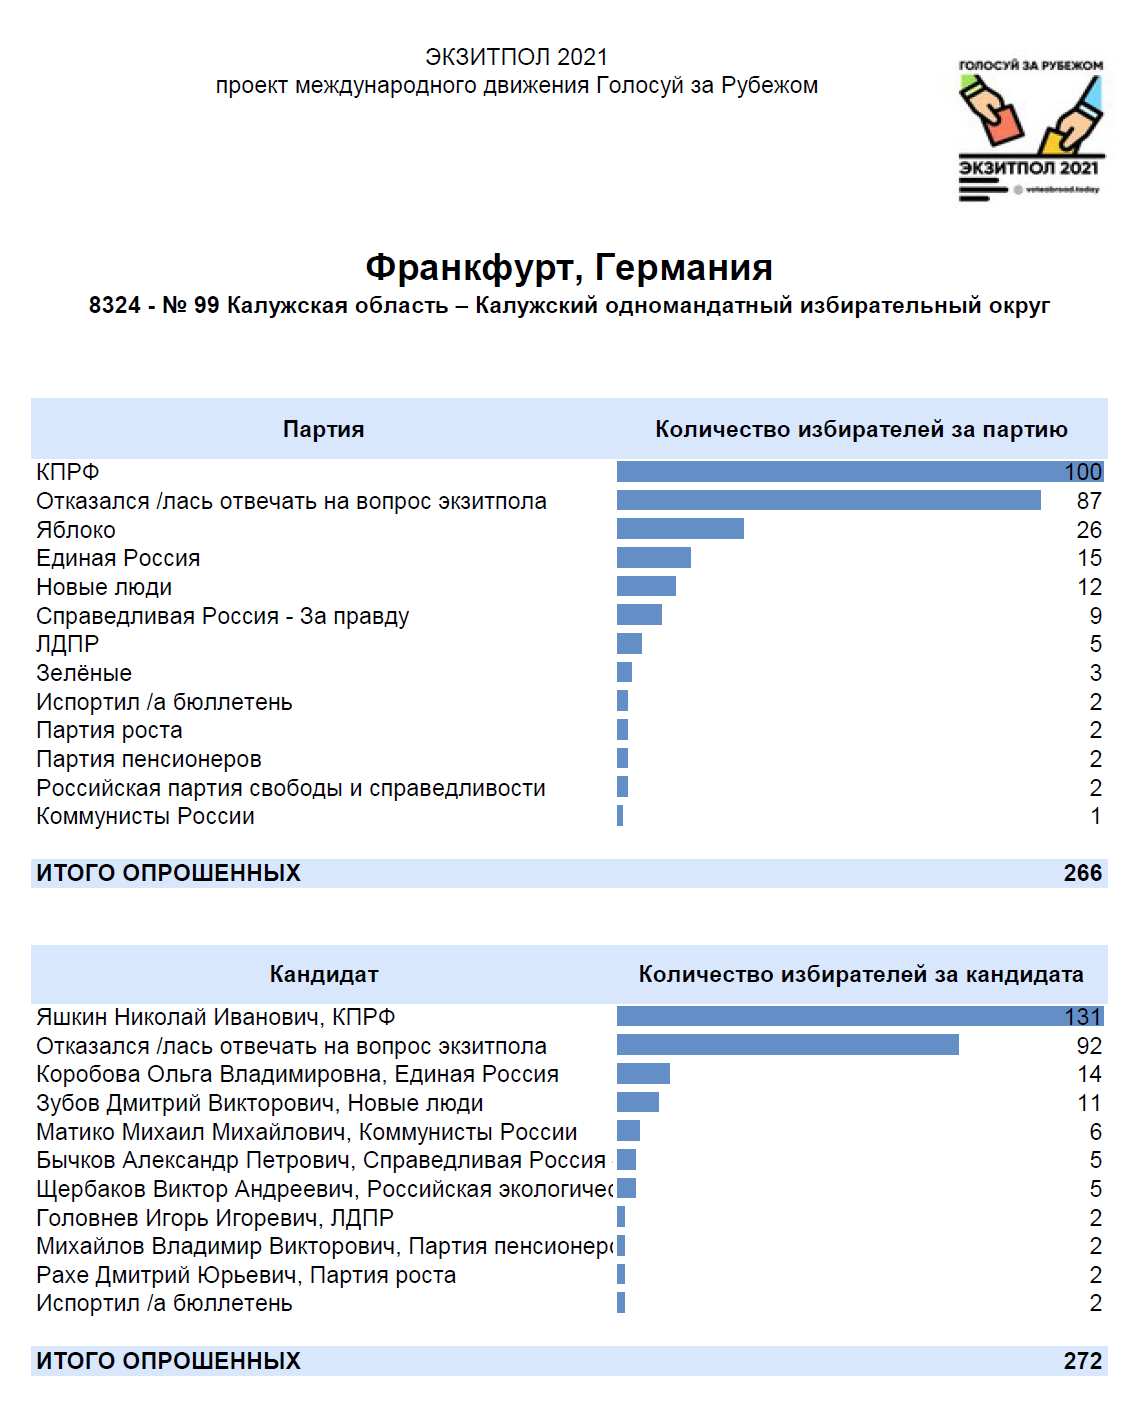 ЭКЗИТПОЛ 2021
проект международного движения Голосуй за Рубежом
ГОЛОСУЙ ЗА РУБЕЖОМ
ЭКЗИТПОЛ 2021
voteabroad.today
Франкфурт, Германия
8324 - № 99 Калужская область – Калужский одномандатный избирательный округ
Партия Количество избирателей за партию
КПРФ 100
Отказался /лась отвечать на вопрос экзитпола 87
Яблоко 26
Единая Россия 15
Новые люди 12
Справедливая Россия - За правду 9
ЛДПР 5
Зелёные 3
Испортил /а бюллетень 2
Партия роста 2
Партия пенсионеров 2
Российская партия свободы и справедливости 2
Коммунисты России 1
ИТОГО ОПРОШЕННЫХ 266
Кандидат Количество избирателей за кандидата
Яшкин Николай Иванович, КПРФ 131
Отказался /лась отвечать на вопрос экзитпола 92
Коробова Ольга Владимировна, Единая Россия 14
Зубов Дмитрий Викторович, Новые люди 11
Матико Михаил Михайлович, Коммунисты России 6
Бычков Александр Петрович, Справедливая Россия 5
Щербаков Виктор Андреевич, Российская экологичес 5
Головнев Игорь Игоревич, ЛДПР 2
Михайлов Владимир Викторович, Партия пенсионеро 2
Рахе Дмитрий Юрьевич, Партия роста 2
Испортил /а бюллетень 2
ИТОГО ОПРОШЕННЫХ 272